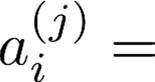 $a_i^{(j)} =$